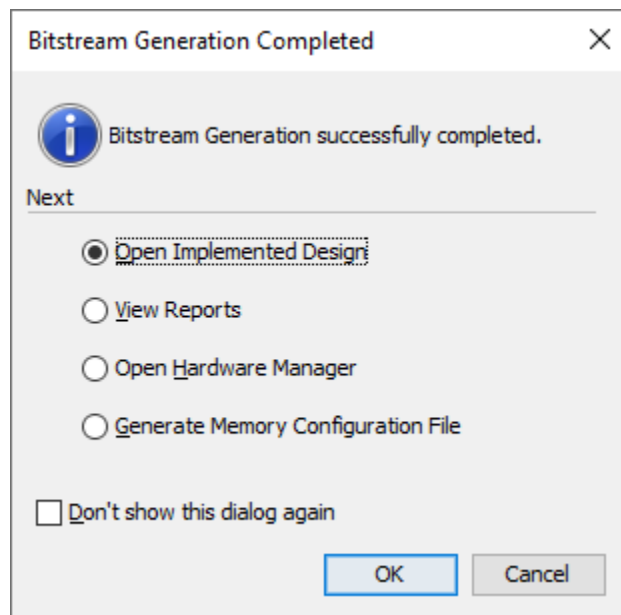 Bitstream Generation Completed
Bitstream Generation successfully completed.
Next
Open Implemented Design
View Reports
Open Hardware Manager
Generate Memory Configuration File
Don't show this dialog again
OK Cancel